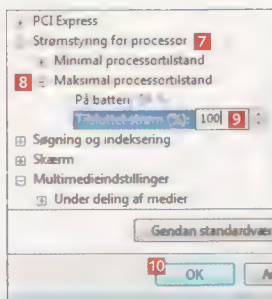 PCI Express
Strømstyring for processor 7
Minimal processortilstand
8 Maksimal processortilstand
På batteri
Tilsluttet strøm (%): 100 9
Søgning og indeksering
Skærm
Multimedieindstillinger
Under deling af medier
Gendan standardvær
10 OK